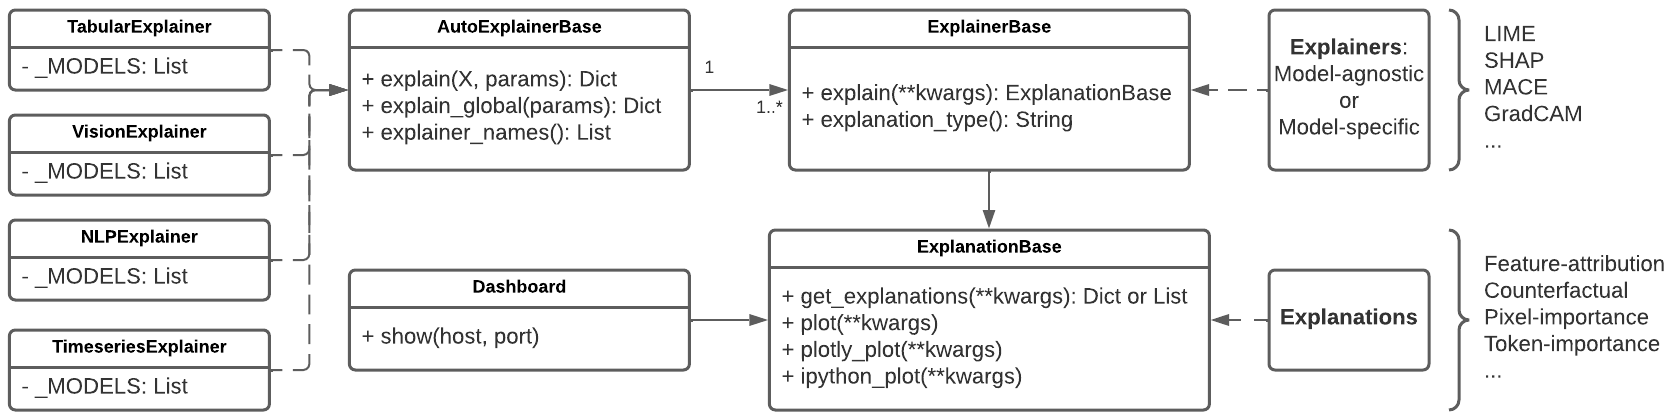 TabularExplainer
- _MODELS: List
VisionExplainer
- _MODELS: List
NLPExplainer
- _MODELS: List
TimeseriesExplainer
- _MODELS: List
AutoExplainerBase
+ explain(X, params): Dict
+ explain_global(params): Dict
+ explainer_names(): List
1
1..*
ExplainerBase
+ explain(**kwargs): ExplanationBase
+ explanation_type(): String
Explainers:
Model-agnostic
or
Model-specific
LIME
SHAP
MACE
GradCAM
...
Dashboard
+ show(host, port)
ExplanationBase
+ get_explanations(**kwargs): Dict or List
+ plot(**kwargs)
+ plotly_plot(**kwargs)
+ ipython_plot(**kwargs)
Explanations
Feature-attribution
Counterfactual
Pixel-importance
Token-importance
...